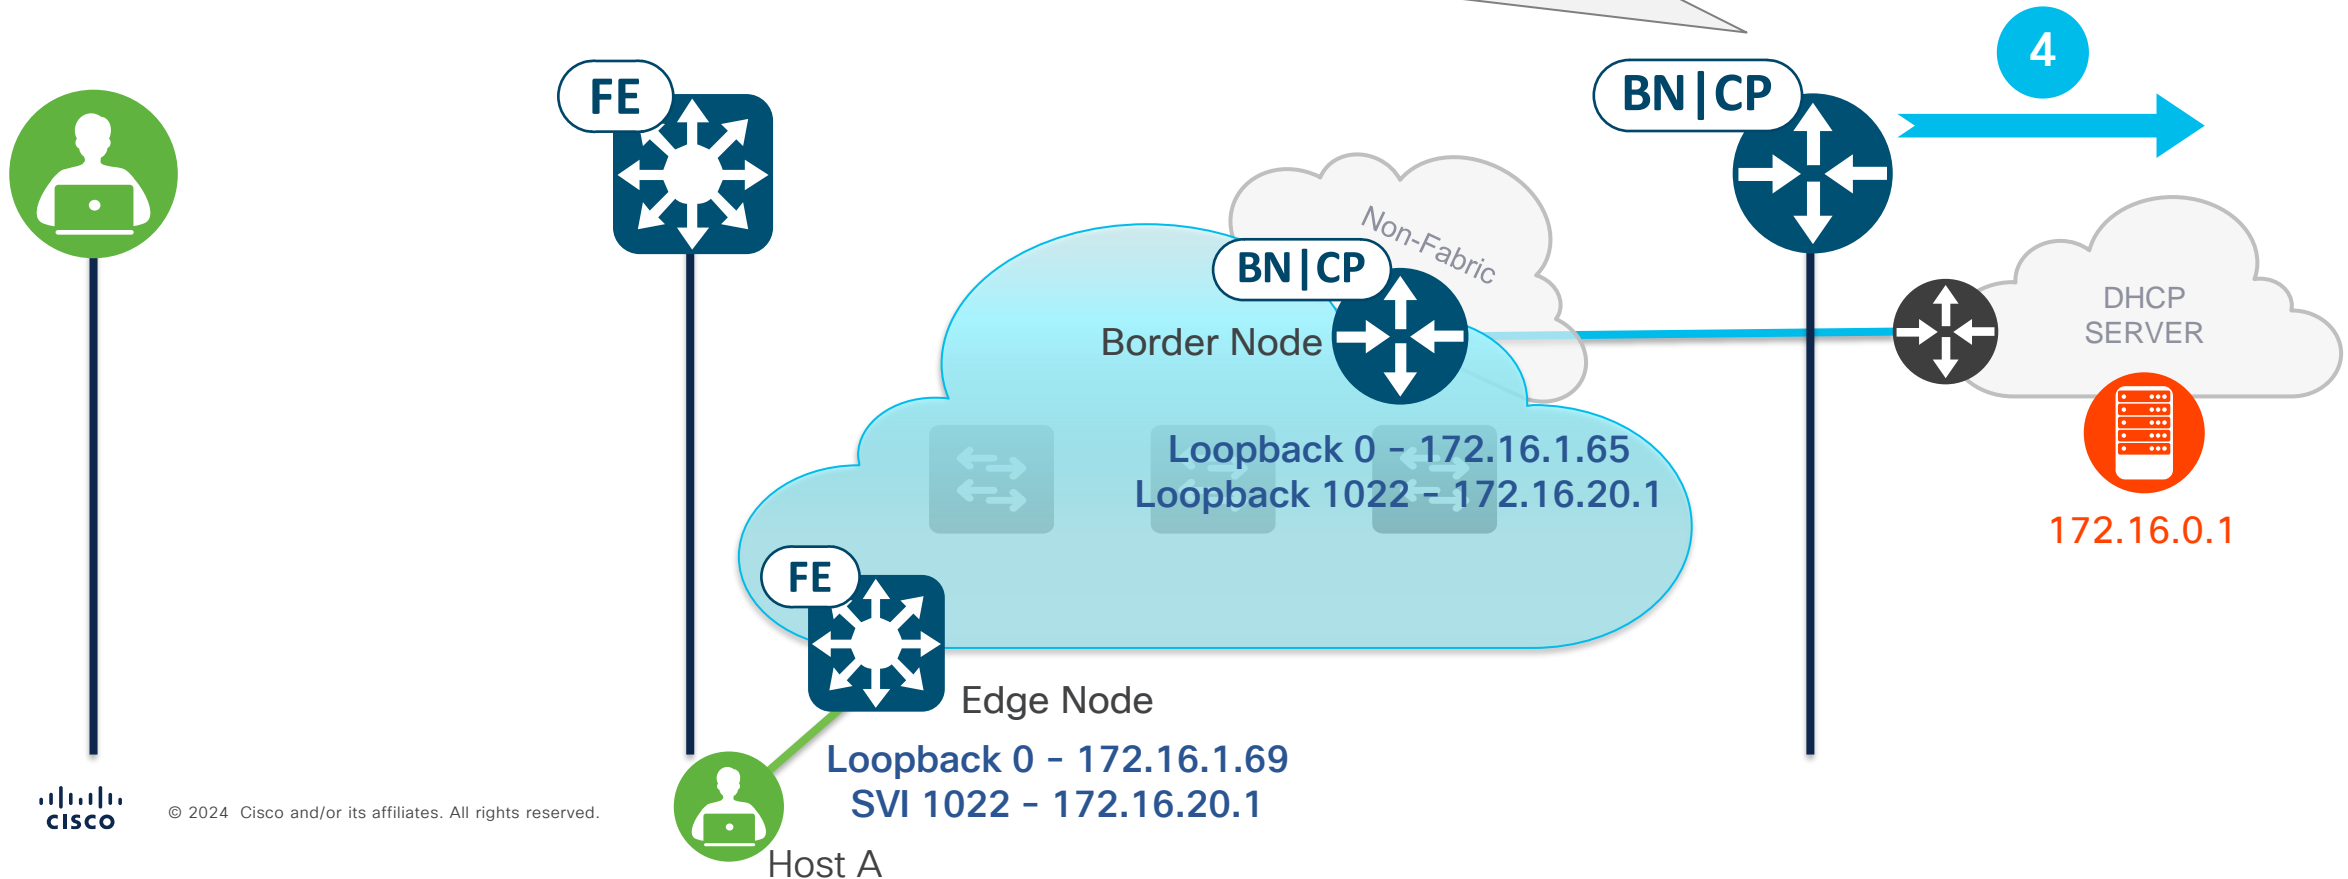 4
FE
BN|CP
Non-Fabric
BN|CP
Border Node
DHCP
SERVER
Loopback 0 - 172.16.1.65
Loopback 1022 - 172.16.20.1
172.16.0.1
FE
Edge Node
Loopback 0 - 172.16.1.69
SVI 1022 - 172.16.20.1
Host A
CISCO
© 2024 Cisco and/or its affiliates. All rights reserved.